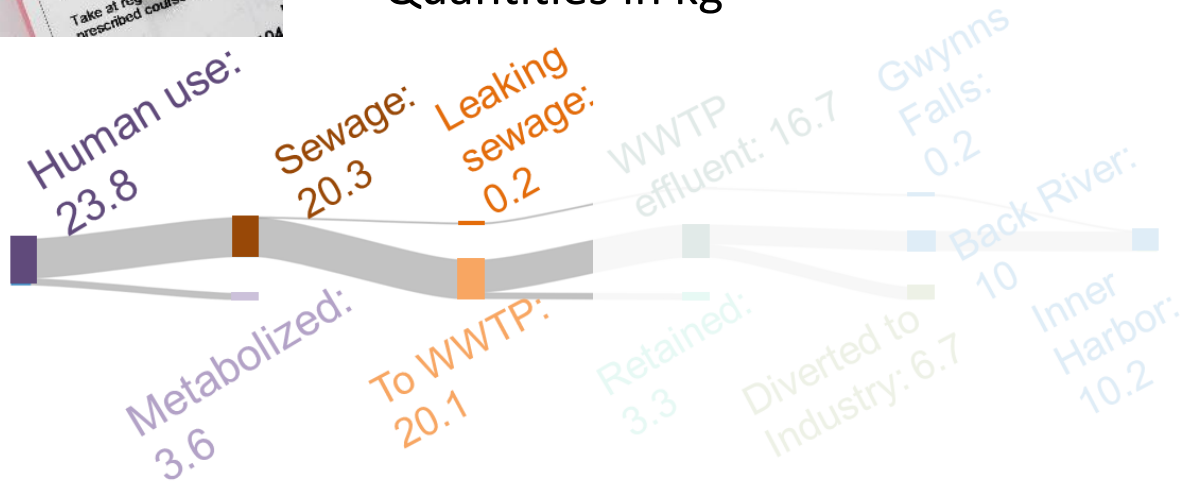 Take at reg
prescribed cours
04
Quantities in kg
Human use:
23.8
Sewage:
20.3
Leaking
sewage:
0.2
WWTP
effluent: 16.7
Gwynns
Falls:
0.2
Back River:
10
Inner
Harbor:
10.2
Metabolized:
3.6
To WWTP:
20.1
Retained:
3.3
Diverted to
Industry: 6.7